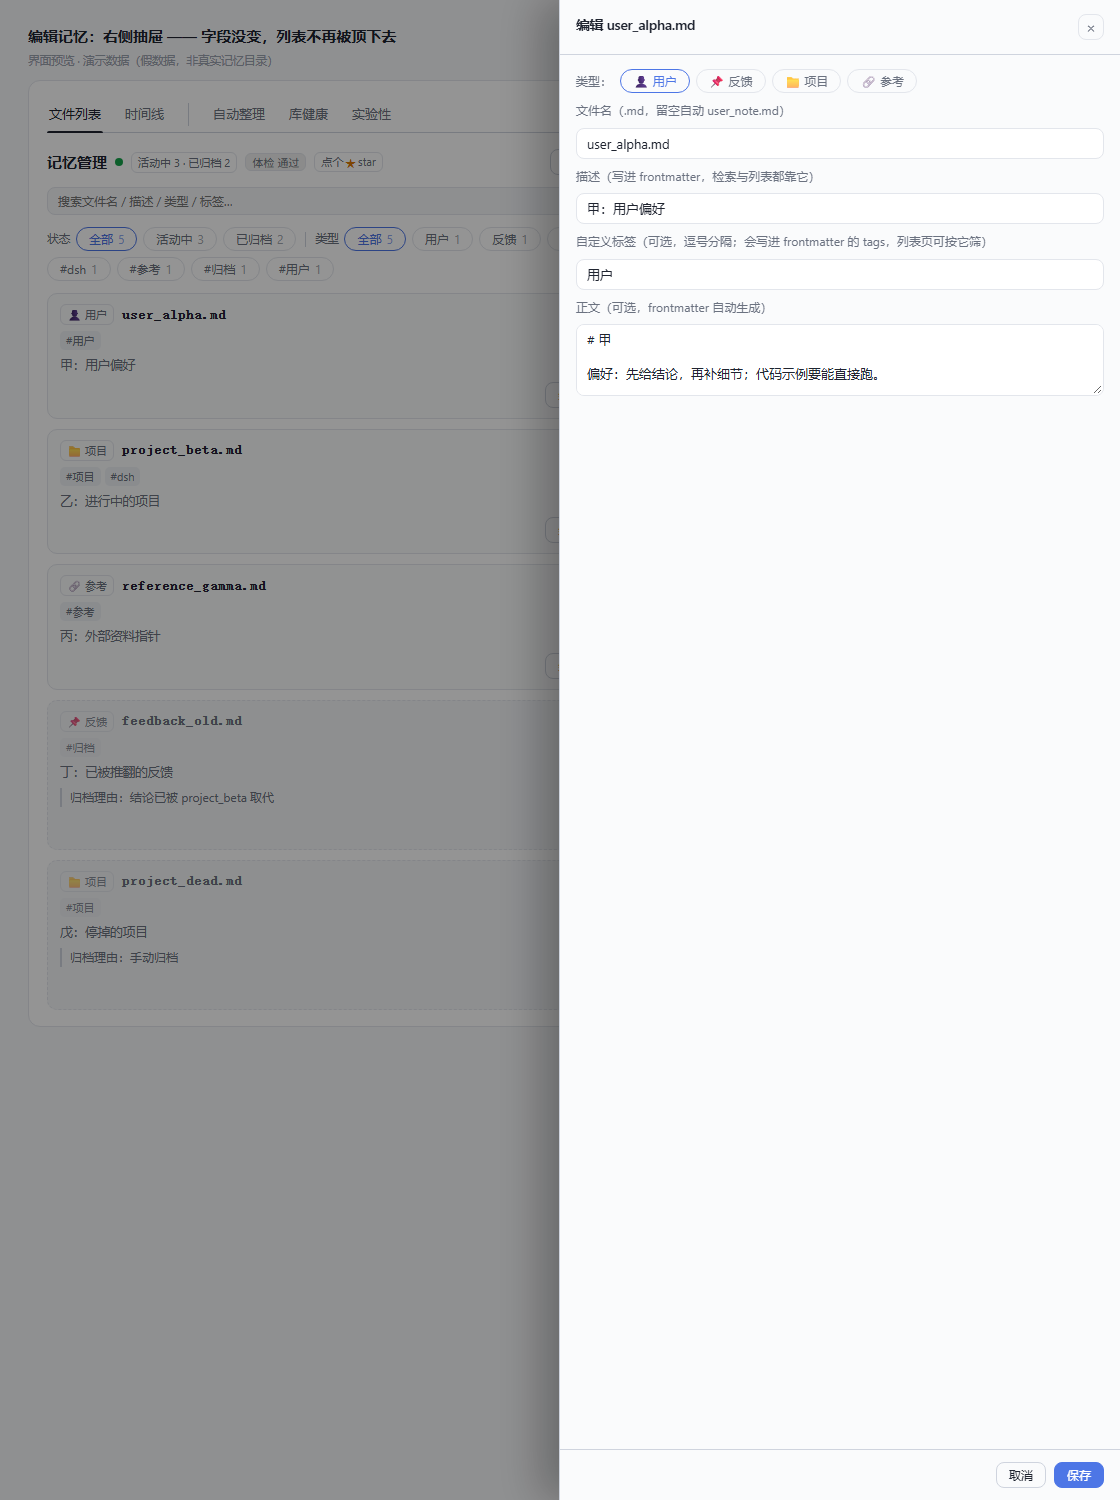 编辑记忆：右侧抽屉 —— 字段没变，列表不再被顶下去
界面预览 · 演示数据（假数据，非真实记忆目录）
文件列表 时间线 自动整理 库健康 实验性
记忆管理 活动中 3 · 已归档 2 体检 通过 点个★star
搜索文件名 / 描述 / 类型 / 标签...
状态 全部 5 活动中 3 已归档 2 类型 全部 5 用户 1 反馈 1
#dsh 1 #参考 1 #归档 1 #用户 1
用户 user_alpha.md
#用户
甲：用户偏好
项目 project_beta.md
#项目 #dsh
乙：进行中的项目
参考 reference_gamma.md
#参考
丙：外部资料指针
反馈 feedback_old.md
#归档
丁：已被推翻的反馈
归档理由：结论已被 project_beta 取代
项目 project_dead.md
#项目
戊：停掉的项目
归档理由：手动归档
编辑 user_alpha.md ×
类型： 用户 反馈 项目 参考
文件名（.md，留空自动 user_note.md）
user_alpha.md
描述（写进 frontmatter，检索与列表都靠它）
甲：用户偏好
自定义标签（可选，逗号分隔；会写进 frontmatter 的 tags，列表页可按它筛）
用户
正文（可选，frontmatter 自动生成）
# 甲
偏好：先给结论，再补细节；代码示例要能直接跑。
取消 保存